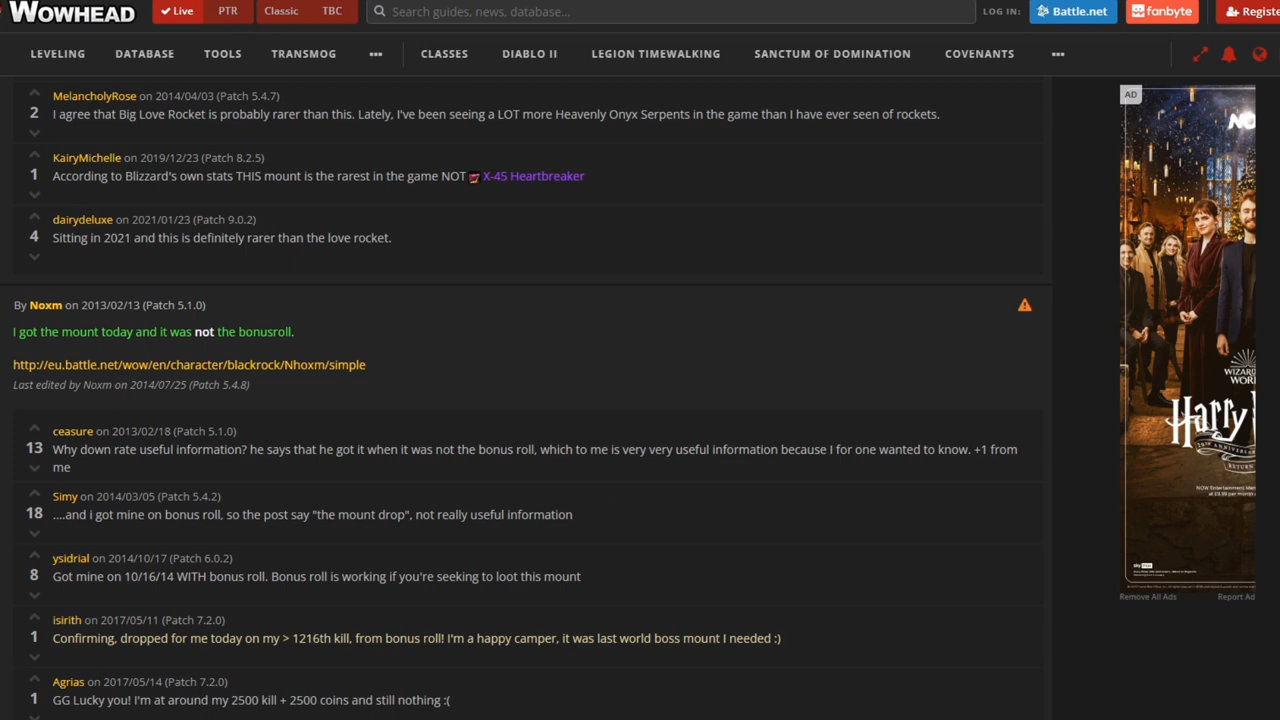 WOWHEAD
Live PTR Classic TBC
Search guides, news, database...
LOG IN: Battle.net fanbyte Registe
LEVELING DATABASE TOOLS TRANSMOG ••• CLASSES DIABLO II LEGION TIMEWALKING SANCTUM OF DOMINATION COVENANTS •••
MelancholyRose on 2014/04/03 (Patch 5.4.7)
2 I agree that Big Love Rocket is probably rarer than this. Lately, I've been seeing a LOT more Heavenly Onyx Serpents in the game than I have ever seen of rockets.
KairyMichelle on 2019/12/23 (Patch 8.2.5)
1 According to Blizzard's own stats THIS mount is the rarest in the game NOT X-45 Heartbreaker
dairydeluxe on 2021/01/23 (Patch 9.0.2)
4 Sitting in 2021 and this is definitely rarer than the love rocket.
By Noxm on 2013/02/13 (Patch 5.1.0)
I got the mount today and it was not the bonusroll.
http://eu.battle.net/wow/en/character/blackrock/Nhoxm/simple
Last edited by Noxm on 2014/07/25 (Patch 5.4.8)
ceasure on 2013/02/18 (Patch 5.1.0)
13 Why down rate useful information? he says that he got it when it was not the bonus roll, which to me is very very useful information because I for one wanted to know. +1 from
me
Simy on 2014/03/05 (Patch 5.4.2)
18 ....and i got mine on bonus roll, so the post say "the mount drop", not really useful information
ysidrial on 2014/10/17 (Patch 6.0.2)
8 Got mine on 10/16/14 WITH bonus roll. Bonus roll is working if you're seeking to loot this mount
isirith on 2017/05/11 (Patch 7.2.0)
1 Confirming, dropped for me today on my > 1216th kill, from bonus roll! I'm a happy camper, it was last world boss mount I needed :)
Agrias on 2017/05/14 (Patch 7.2.0)
1 GG Lucky you! I'm at around my 2500 kill + 2500 coins and still nothing :(
AD
NO
WIZAR
WORL
Harry
RETURN
sky
Remove All Ads Report Ad